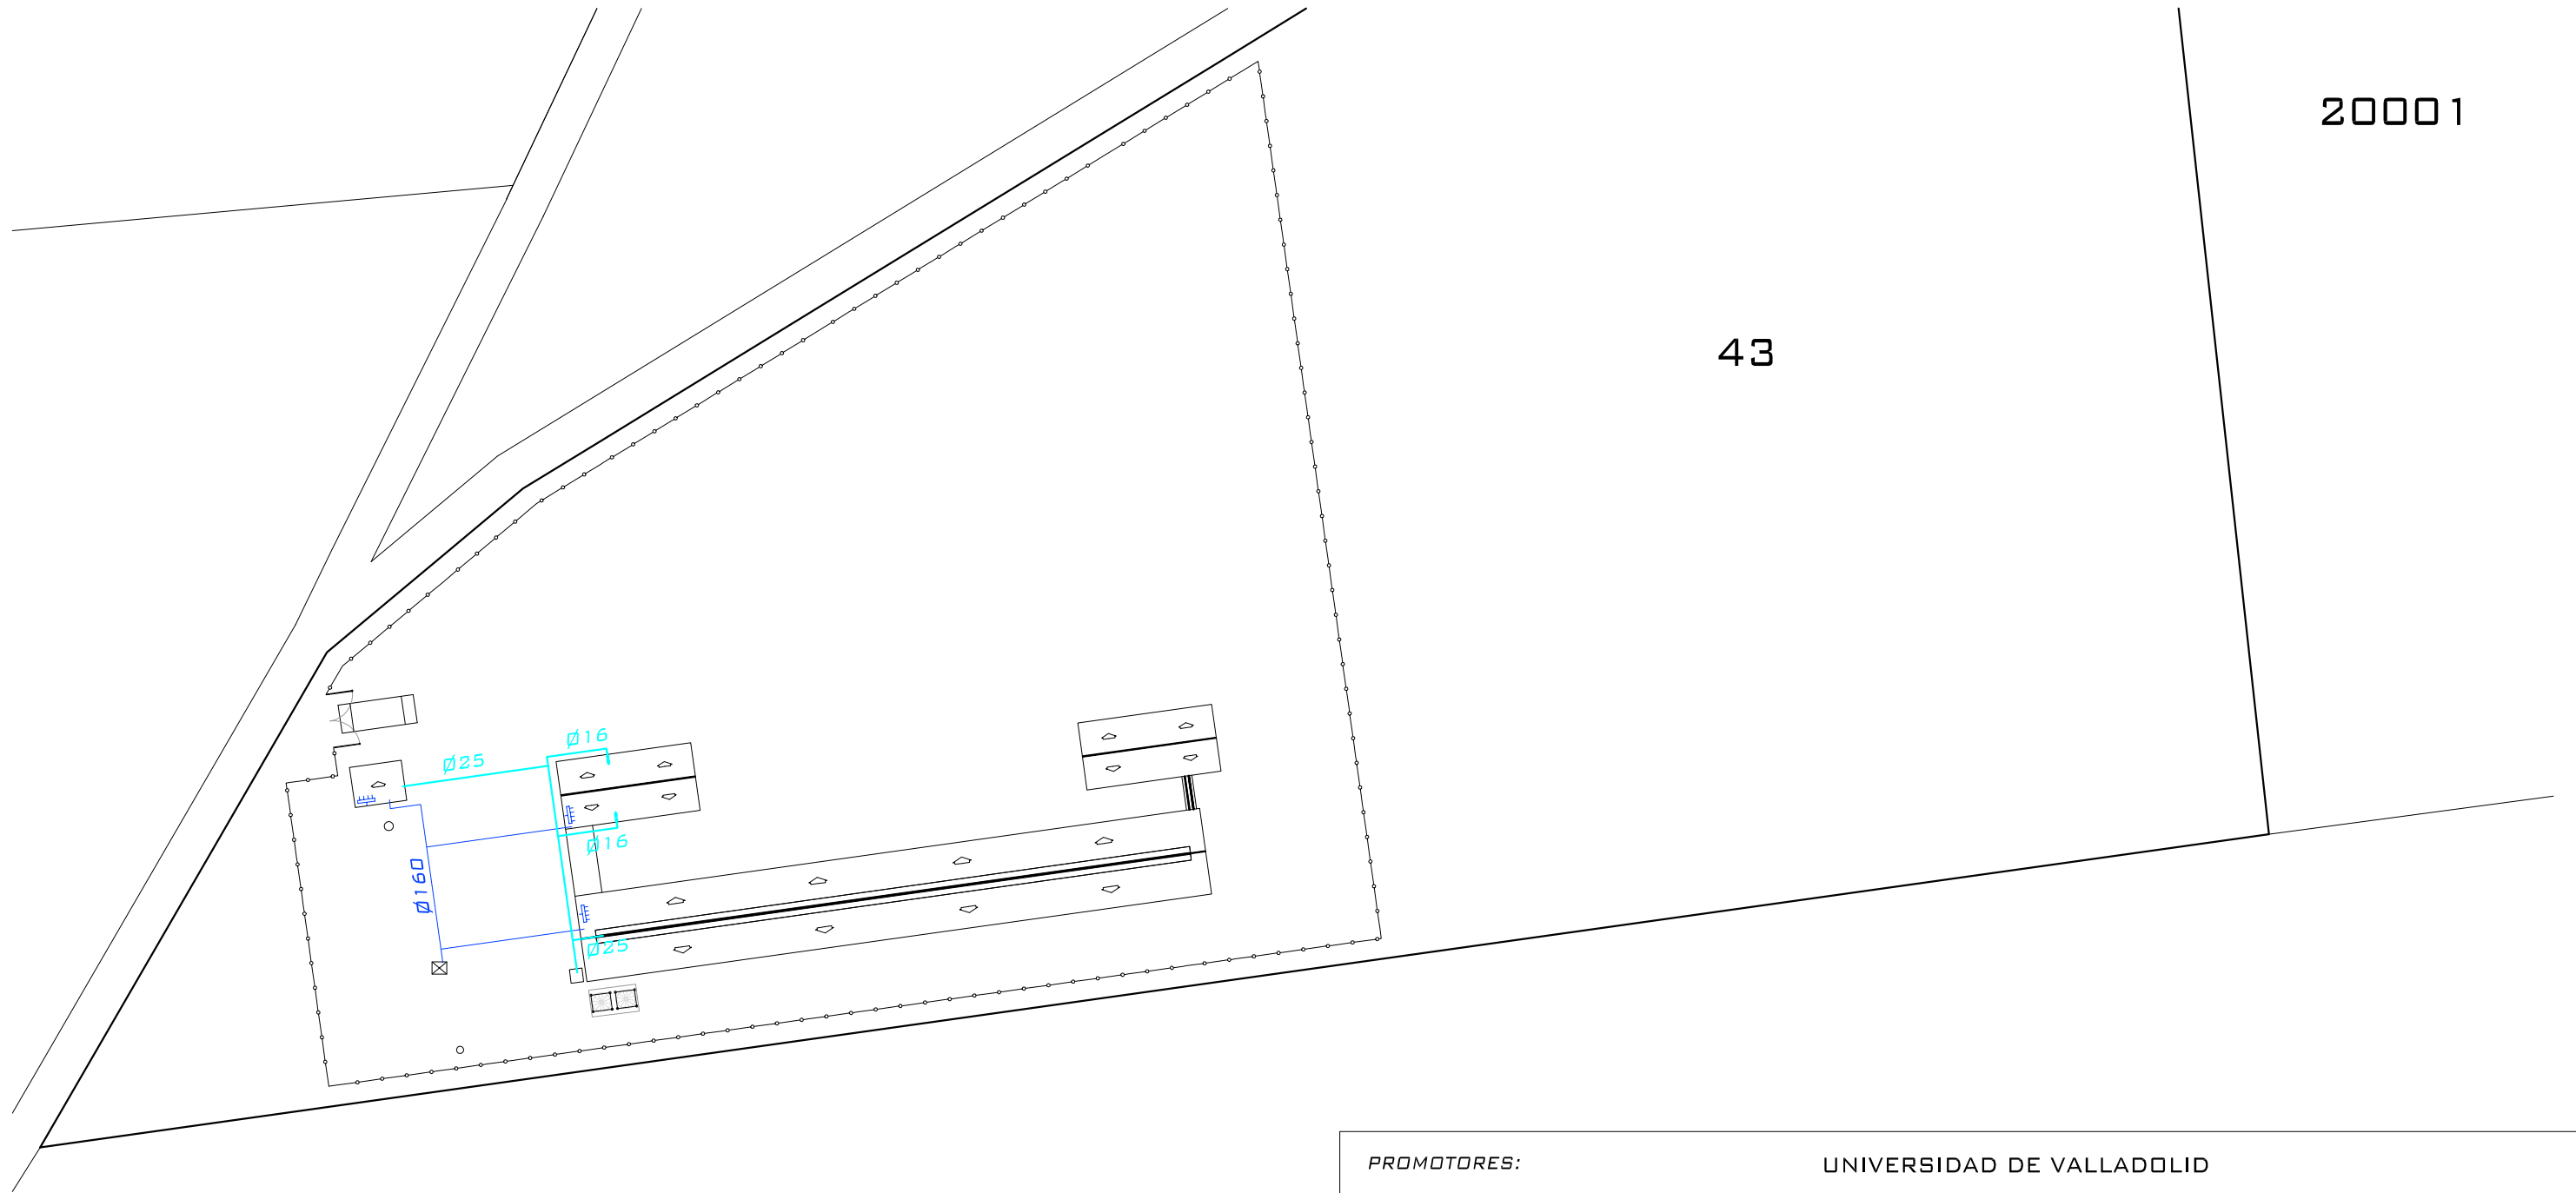 20001
43
Ø16
Ø25
Ø16
Ø160
Ø25
PROMOTORES: UNIVERSIDAD DE VALLADOLID